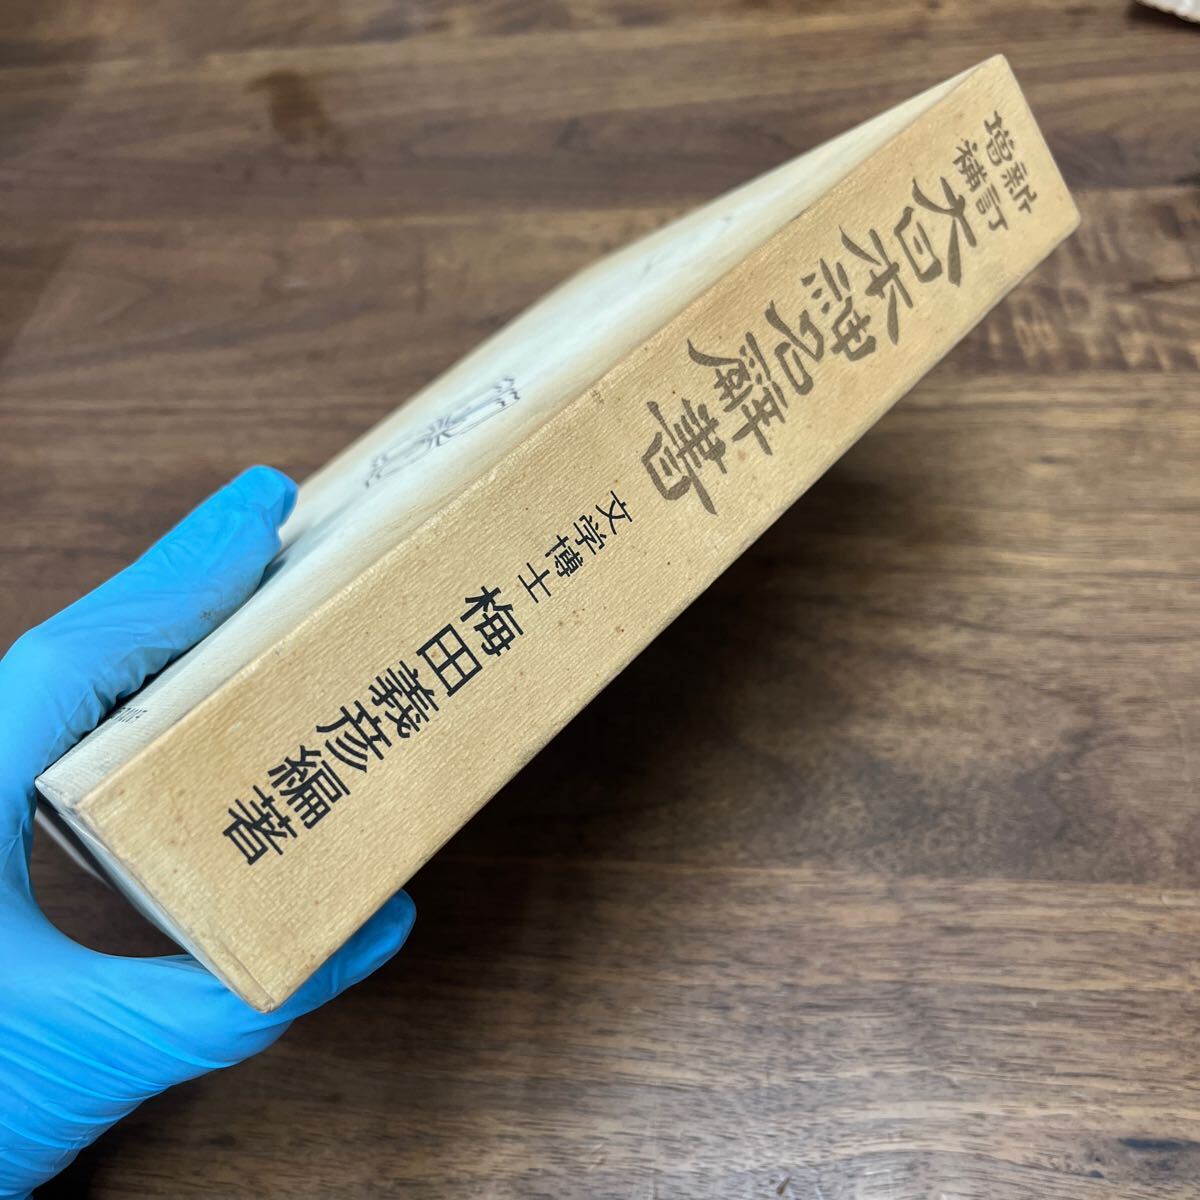 新訂
増補
大日本神名辞書
文学博士 梅田義彦編著